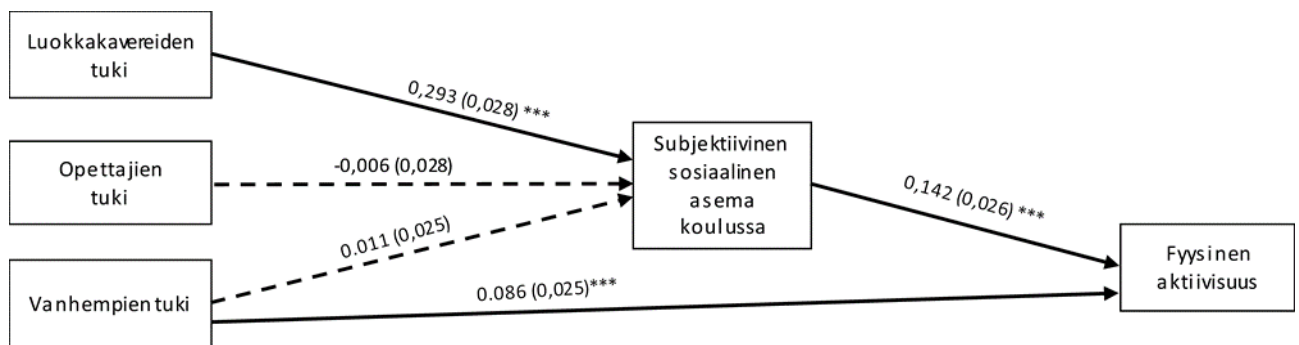 Luokkakavereiden
tuki
0,293 (0,028) ***
Opettajien
tuki
-0,006 (0,028)
Subjektiivinen
sosiaalinen
asema
koulussa
0,142 (0,026) ***
0.011 (0,025)
Vanhempien tuki
0.086 (0,025)***
Fyysinen
aktiivisuus